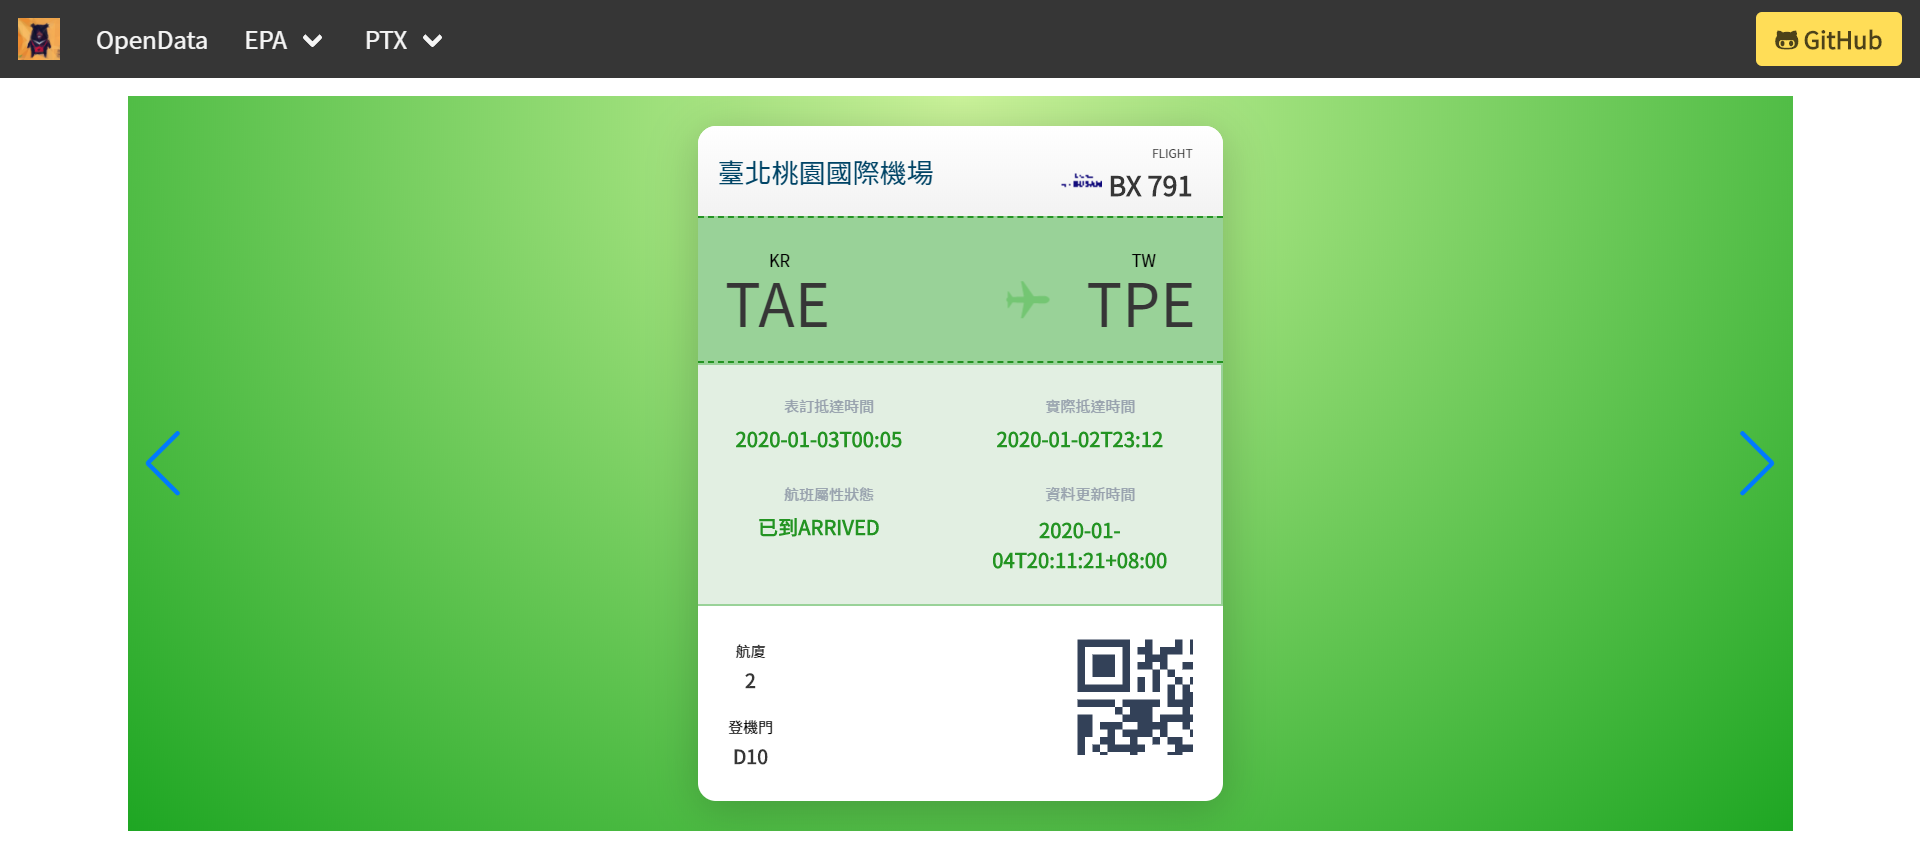 OpenData EPA PTX GitHub
臺北桃園國際機場
FLIGHT
BUSAN BX 791
KR
TAE
TW
TPE
表訂抵達時間
2020-01-03T00:05
實際抵達時間
2020-01-02T23:12
航班屬性狀態
已到ARRIVED
資料更新時間
2020-01-
04T20:11:21+08:00
航廈
2
登機門
D10